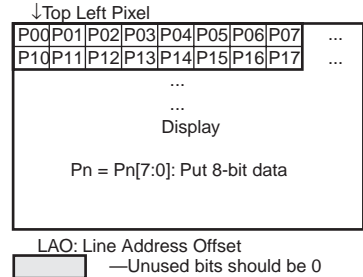 ↓Top Left Pixel
P00 P01 P02 P03 P04 P05 P06 P07 ...
P10 P11 P12 P13 P14 P15 P16 P17 ...
...
...
Display
Pn = Pn[7:0]: Put 8-bit data
LAO: Line Address Offset
—Unused bits should be 0